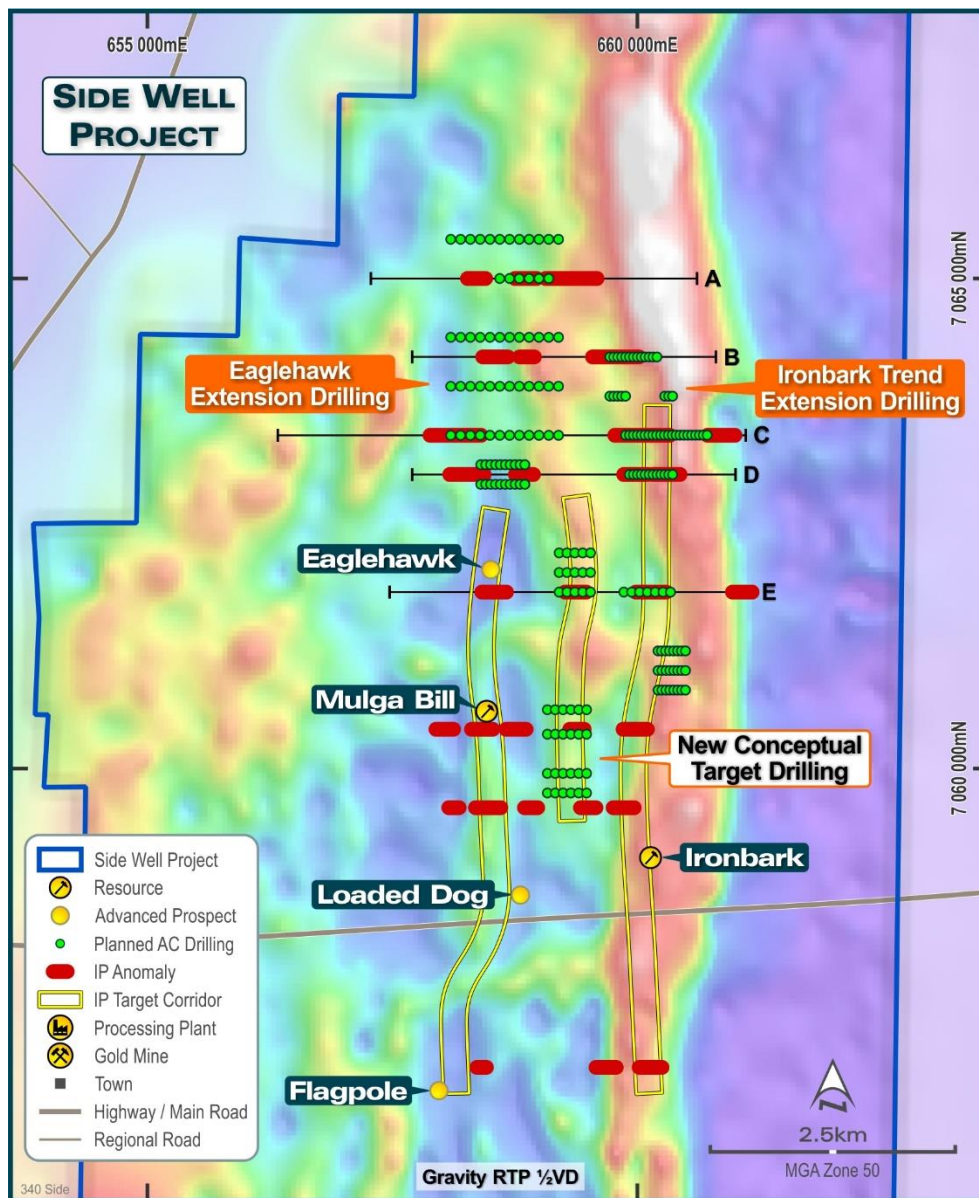 655 000mE
660 000mE
SIDE WELL
PROJECT
7 065 000mN
A
B
Eaglehawk
Extension Drilling
Ironbark Trend
Extension Drilling
C
D
Eaglehawk
E
Mulga Bill
New Conceptual
Target Drilling
7 060 000mN
Ironbark
Loaded Dog
Side Well Project
Resource
Advanced Prospect
Planned AC Drilling
IP Anomaly
IP Target Corridor
Processing Plant
Gold Mine
Town
Highway / Main Road
Regional Road
Flagpole
N
2.5km
MGA Zone 50
Gravity RTP ½VD
340 Side